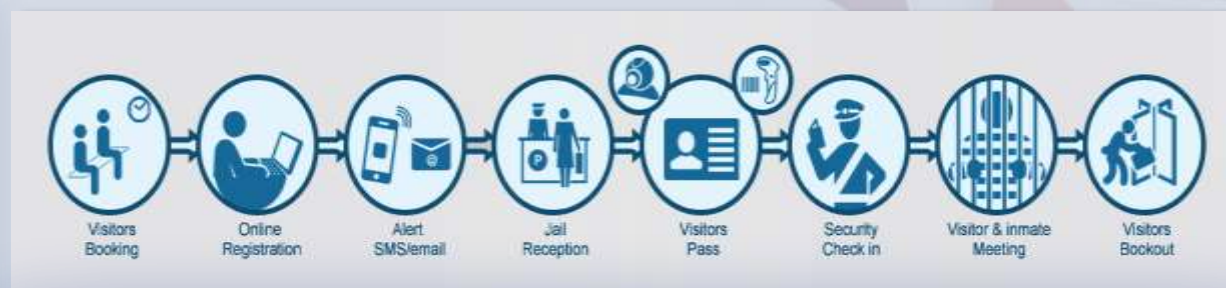 Visitors
Booking
Online
Registration
Alert
SMS/email
Jail
Reception
P
@
Visitors
Pass
Security
Check in
Visitor & inmate
Meeting
Visitors
Bookout